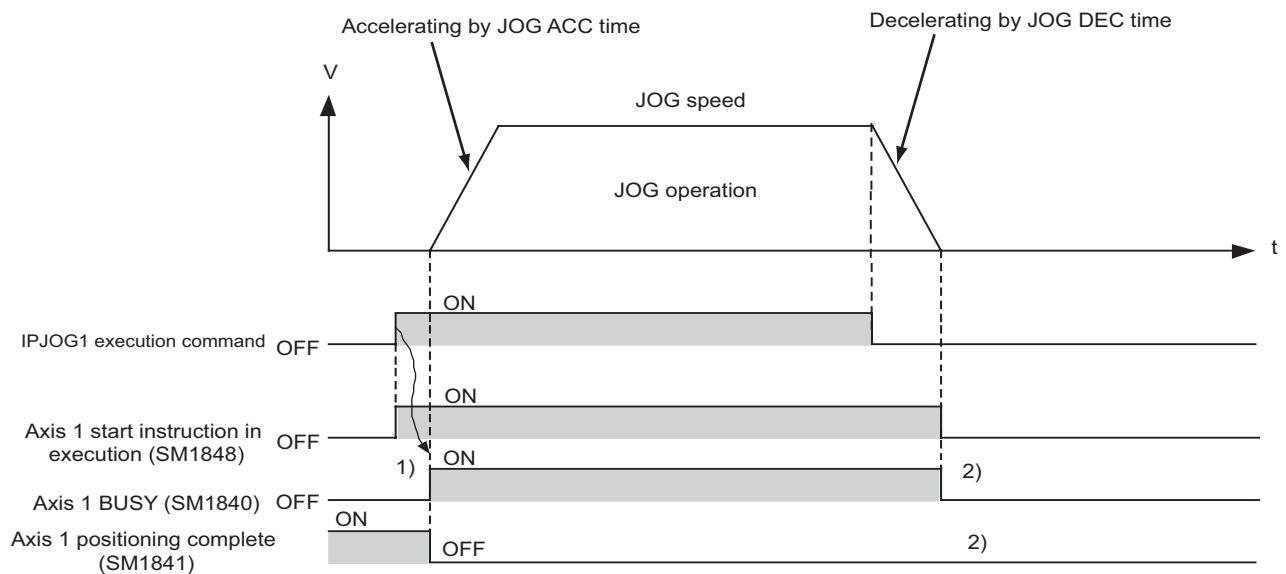 Accelerating by JOG ACC time
Decelerating by JOG DEC time
V
JOG speed
JOG operation
t
ON
IPJOG1 execution command OFF
ON
Axis 1 start instruction in
execution (SM1848)
OFF
1)
ON
2)
Axis 1 BUSY (SM1840) OFF
ON
Axis 1 positioning complete
(SM1841)
OFF
2)